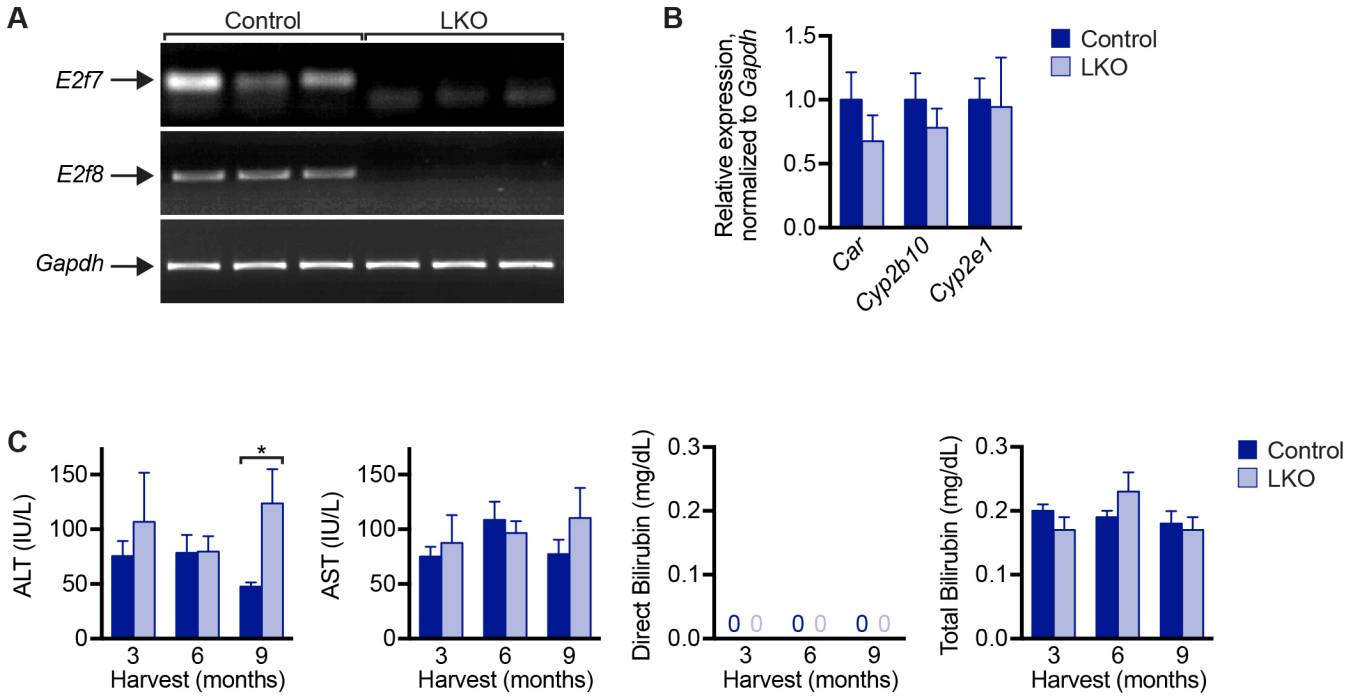 A
Control
LKO
E2f7
E2f8
Gapdh
B
Relative expression,
normalized to Gapdh
1.5
1.0
0.5
0.0
Car
Cyp2b10
Cyp2e1
Control
LKO
C
ALT (IU/L)
150
100
50
0
*
3 6 9
Harvest (months)
AST (IU/L)
150
100
50
0
3 6 9
Harvest (months)
Direct Bilirubin (mg/dL)
0.3
0.2
0.1
0.0
0 0 0 0 0 0
3 6 9
Harvest (months)
Total Bilirubin (mg/dL)
0.3
0.2
0.1
0.0
3 6 9
Harvest (months)
Control
LKO